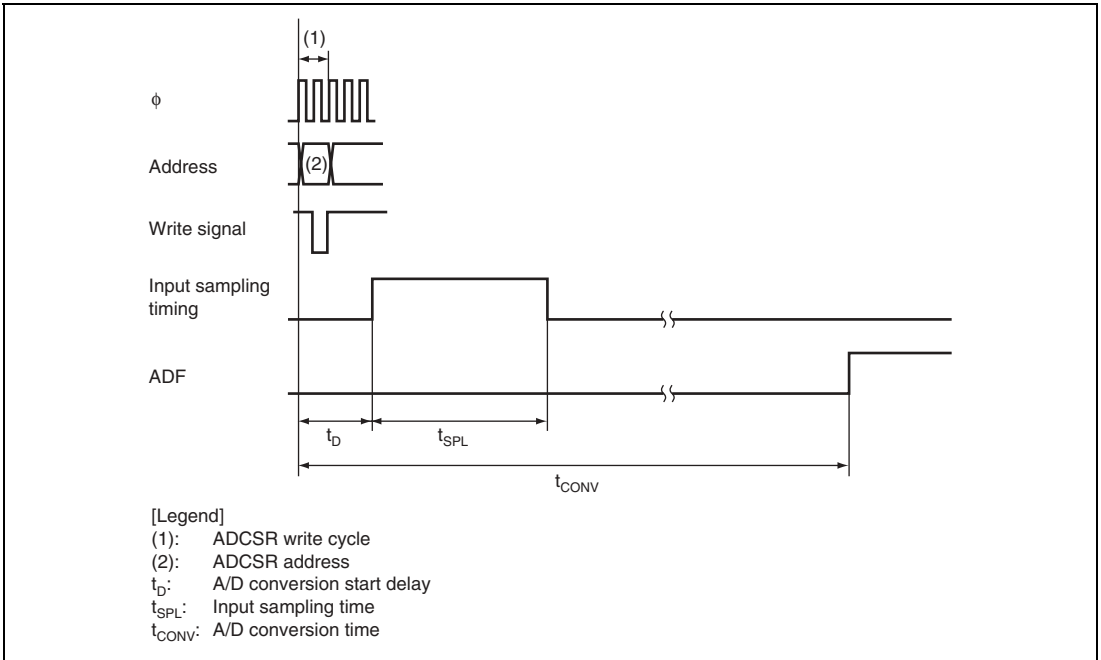 (1)
ϕ
Address
(2)
Write signal
Input sampling
timing
ADF
tD
tSPL
tCONV
[Legend]
(1): ADCSR write cycle
(2): ADCSR address
tD: A/D conversion start delay
tSPL: Input sampling time
tCONV: A/D conversion time